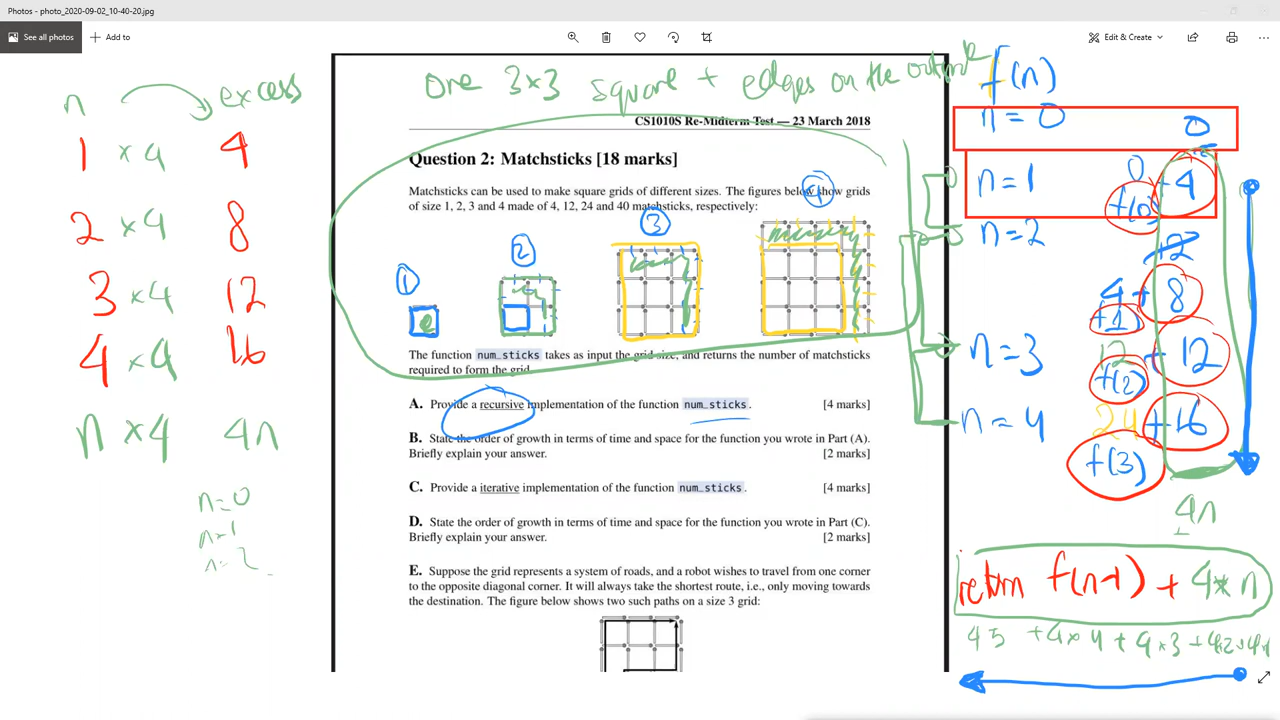 Photos - photo_2020-09-02_10-40-20.jpg
See all photos
+ Add to
Edit & Create
n
excess
1 ×4 4
2 ×4 8
3 ×4 12
4 ×4 16
n ×4 4n
n=0
n=1
n=2
one 3×3 square + edges on the
CS1010S Re-Midterm Test — 23 March 2018
Question 2: Matchsticks [18 marks]
Matchsticks can be used to make square grids of different sizes. The figures below show grids
of size 1, 2, 3 and 4 made of 4, 12, 24 and 40 matchsticks, respectively:
1
2
3
4
The function num_sticks takes as input the grid size, and returns the number of matchsticks
required to form the grid.
A. Provide a recursive implementation of the function num_sticks. [4 marks]
B. State the order of growth in terms of time and space for the function you wrote in Part (A).
Briefly explain your answer. [2 marks]
C. Provide a iterative implementation of the function num_sticks. [4 marks]
D. State the order of growth in terms of time and space for the function you wrote in Part (C).
Briefly explain your answer. [2 marks]
E. Suppose the grid represents a system of roads, and a robot wishes to travel from one corner
to the opposite diagonal corner. It will always take the shortest route, i.e., only moving towards
the destination. The figure below shows two such paths on a size 3 grid:
f(n)
n=0 0
n=1 0 +4
f(0)
n=2 12
4+ 8
f(1)
n=3 12 +12
f(2)
n=4 24 +16
f(3)
4n
return f(n-1) + 4*n
+4×4 + 4×3